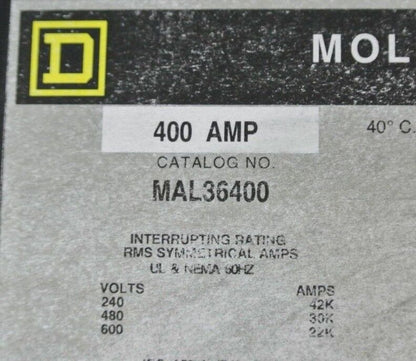 D
MOL
400 AMP
40° C.
CATALOG NO.
MAL36400
INTERRUPTING RATING
RMS SYMMETRICAL AMPS
UL & NEMA 60HZ
VOLTS AMPS
240 42K
480 30K
600 22K